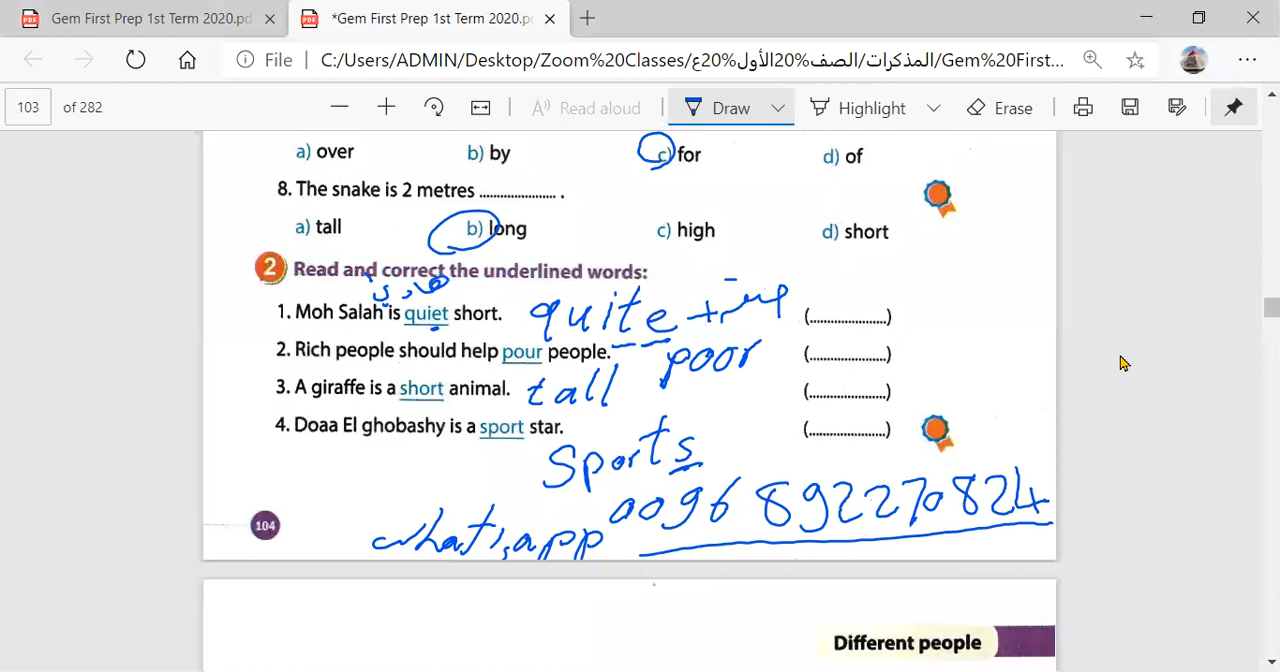 Gem First Prep 1st Term 2020.pd
*Gem First Prep 1st Term 2020.pd
File C:/Users/ADMIN/Desktop/Zoom%20Classes/المذكرات/الصف%20الأول%20ع/Gem%20First...
103 of 282 Read aloud Draw Highlight Erase
a) over b) by c) for d) of
8. The snake is 2 metres .................... .
a) tall b) long c) high d) short
2 Read and correct the underlined words:
1. Moh Salah is quiet short. quite + (....................)
2. Rich people should help pour people. poor (....................)
3. A giraffe is a short animal. tall (....................)
4. Doaa El ghobashy is a sport star. (....................)
Sports
0096 892270824
whatsapp
104
Different people